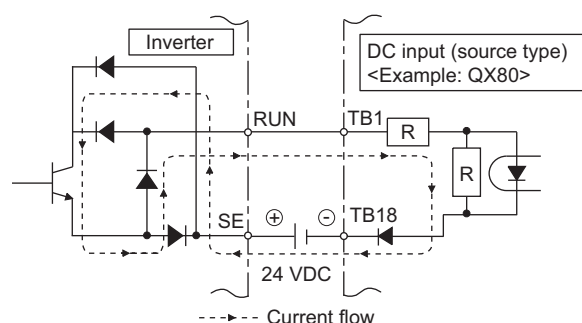 Inverter
DC input (source type)
<Example: QX80>
RUN
TB1
R
R
SE
+
-
TB18
24 VDC
Current flow